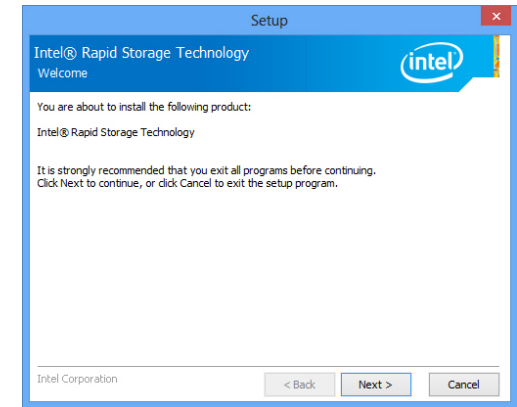 Setup
Intel® Rapid Storage Technology
Welcome
intel®
You are about to install the following product:
Intel® Rapid Storage Technology
It is strongly recommended that you exit all programs before continuing.
Click Next to continue, or click Cancel to exit the setup program.
Intel Corporation
< Back
Next >
Cancel